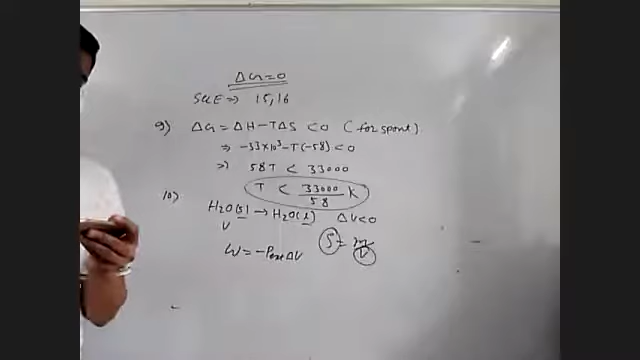 ΔG=0
SUE ⇒ 15,16
9) ΔG = ΔH-TΔS < 0 (for spont).
⇒ -33×10³-T(-58)<0
⇒ 58T < 33000
T < 33000/58 K
10) H₂O(s) → H₂O(l) ΔV<0
V
W = -Pext ΔV
ρ = m/V